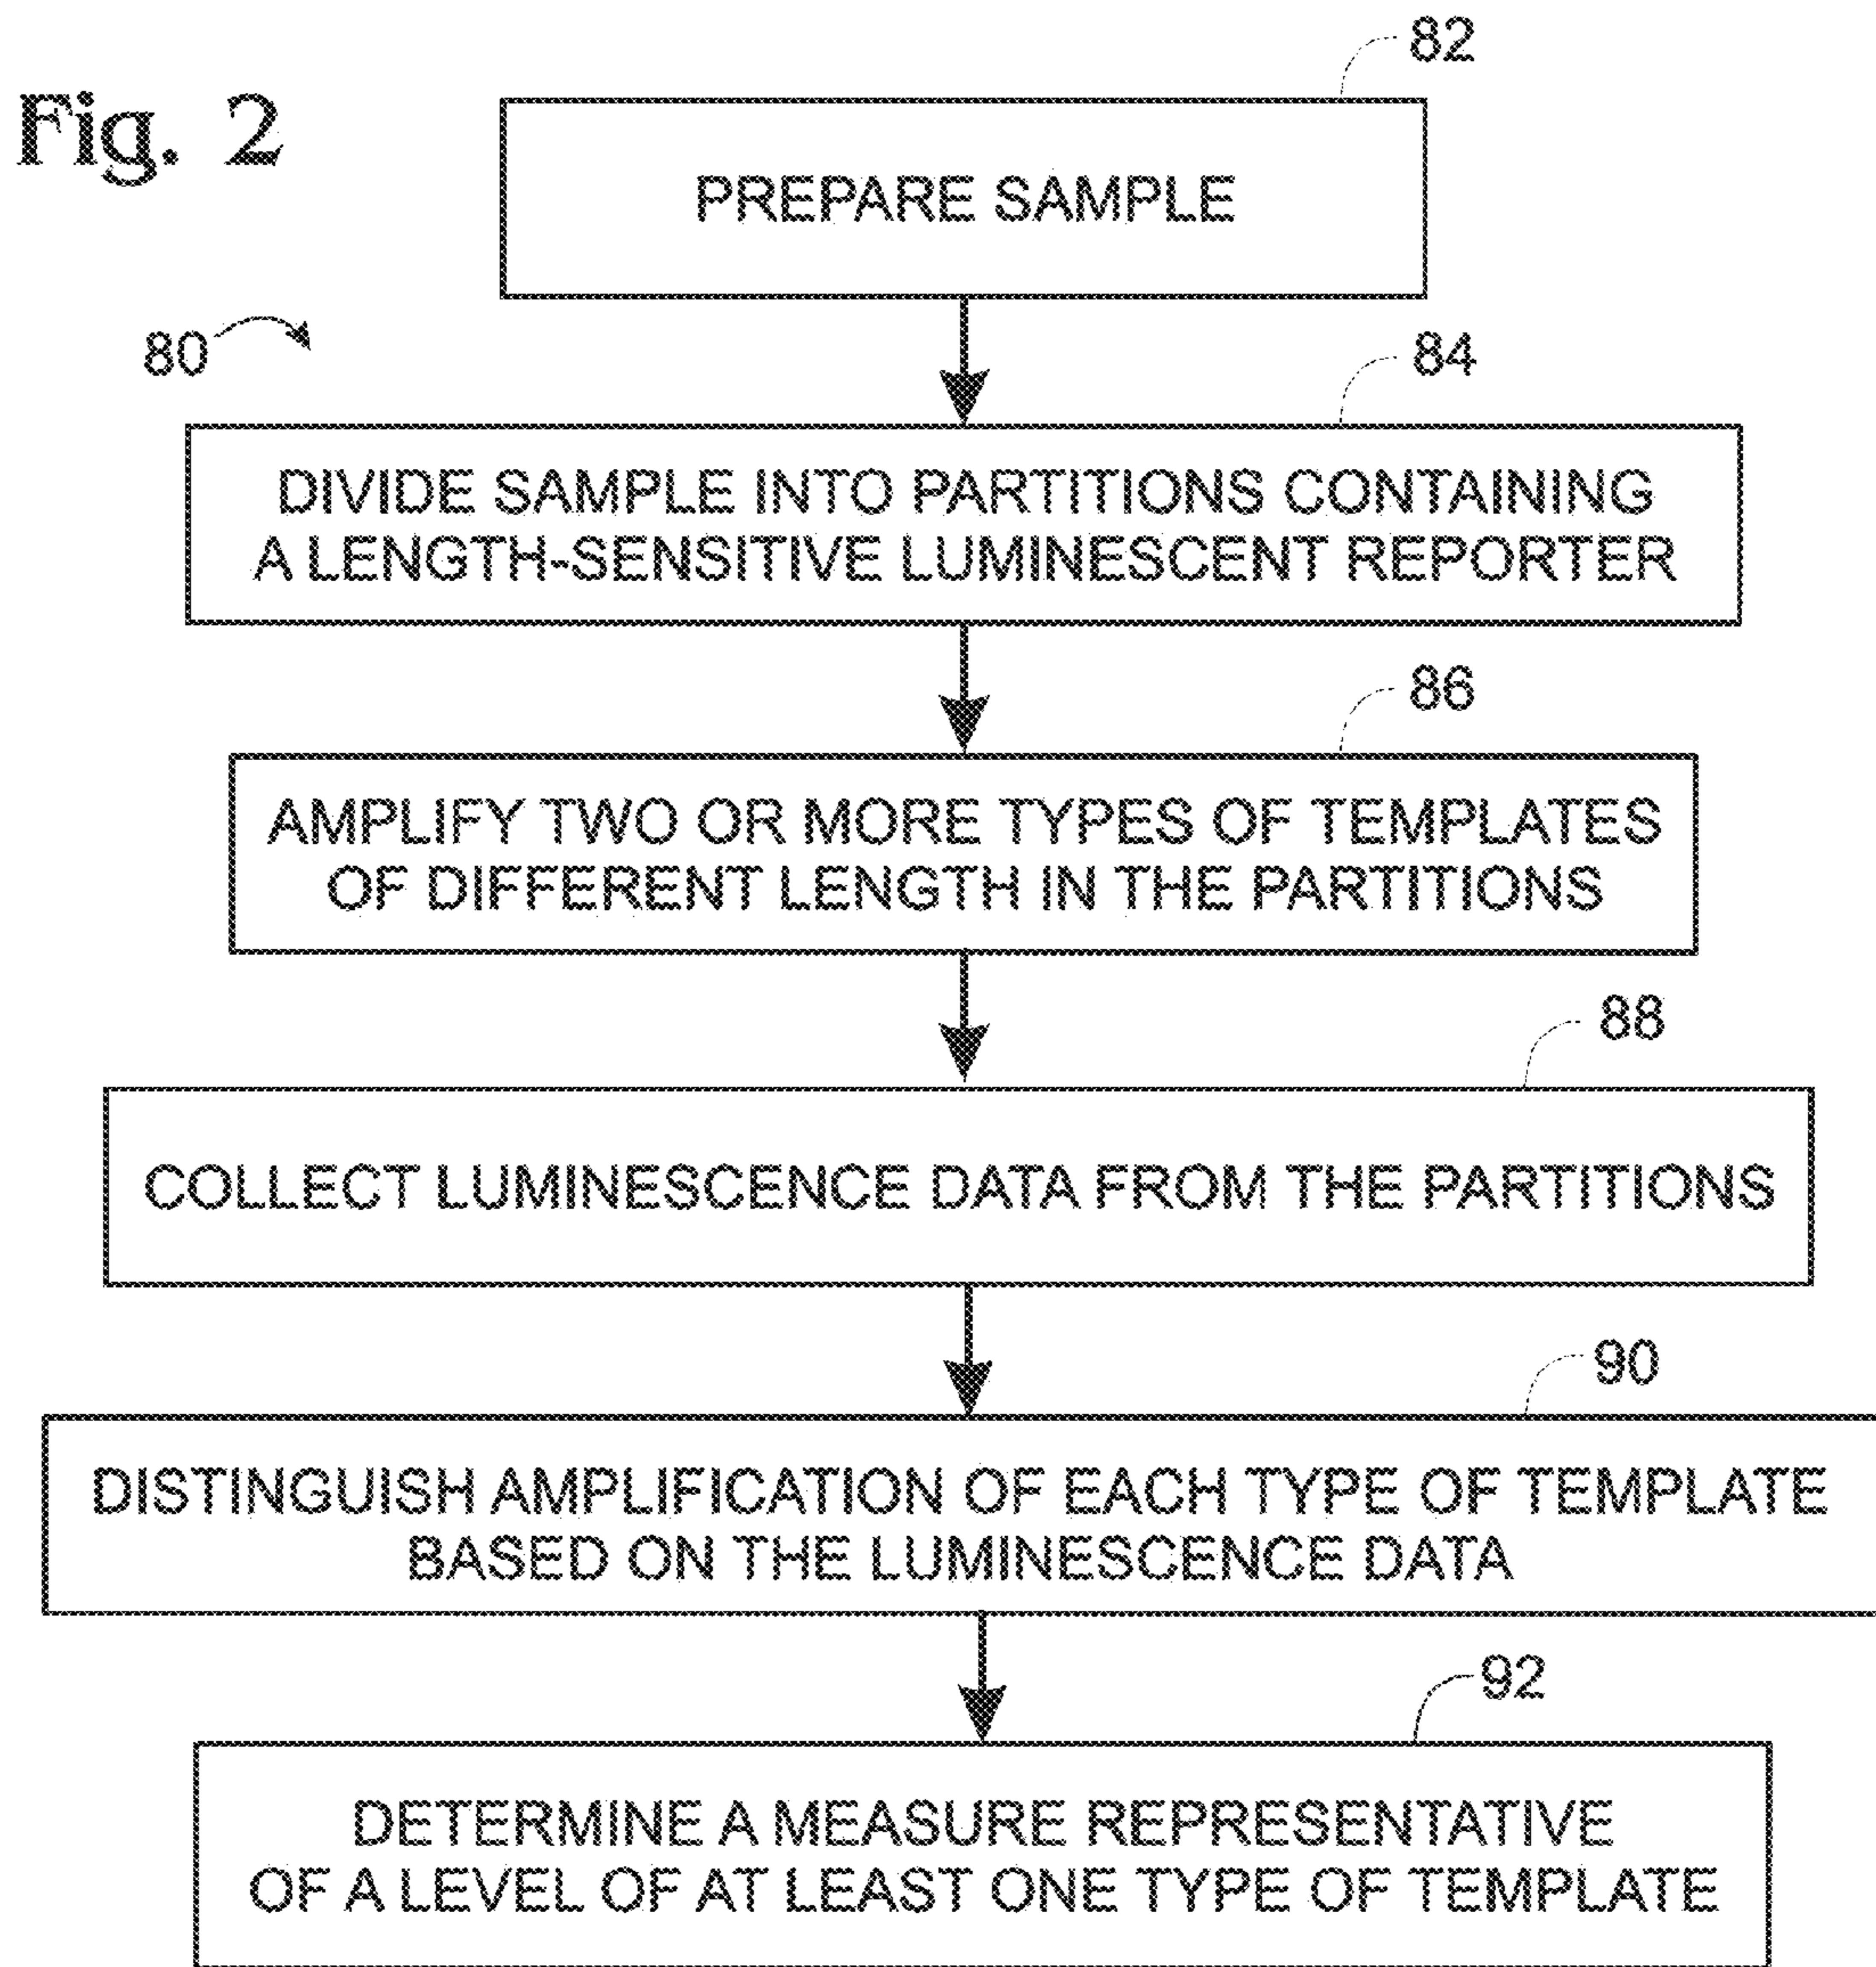 Fig. 2
82
PREPARE SAMPLE
80
84
DIVIDE SAMPLE INTO PARTITIONS CONTAINING
A LENGTH-SENSITIVE LUMINESCENT REPORTER
86
AMPLIFY TWO OR MORE TYPES OF TEMPLATES
OF DIFFERENT LENGTH IN THE PARTITIONS
88
COLLECT LUMINESCENCE DATA FROM THE PARTITIONS
90
DISTINGUISH AMPLIFICATION OF EACH TYPE OF TEMPLATE
BASED ON THE LUMINESCENCE DATA
92
DETERMINE A MEASURE REPRESENTATIVE
OF A LEVEL OF AT LEAST ONE TYPE OF TEMPLATE